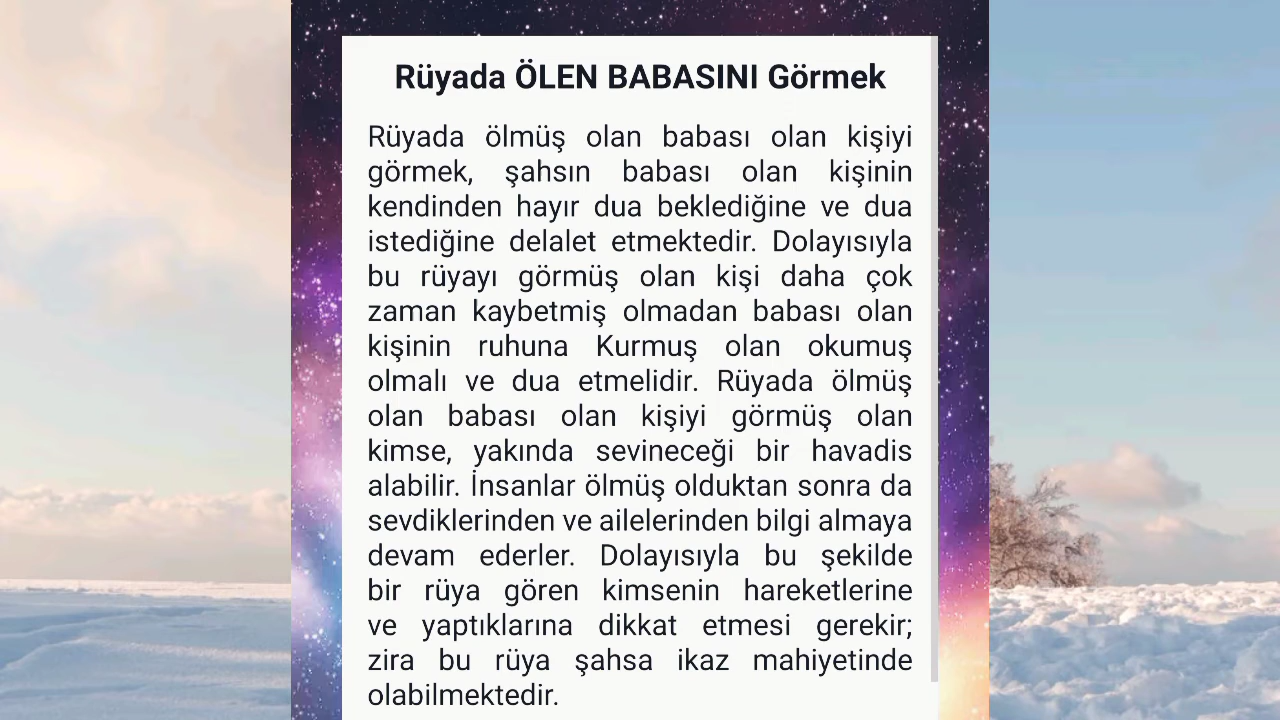 Rüyada ÖLEN BABASINI Görmek
Rüyada ölmüş olan babası olan kişiyi
görmek, şahsın babası olan kişinin
kendinden hayır dua beklediğine ve dua
istediğine delalet etmektedir. Dolayısıyla
bu rüyayı görmüş olan kişi daha çok
zaman kaybetmiş olmadan babası olan
kişinin ruhuna Kurmuş olan okumuş
olmalı ve dua etmelidir. Rüyada ölmüş
olan babası olan kişiyi görmüş olan
kimse, yakında sevineceği bir havadis
alabilir. İnsanlar ölmüş olduktan sonra da
sevdiklerinden ve ailelerinden bilgi almaya
devam ederler. Dolayısıyla bu şekilde
bir rüya gören kimsenin hareketlerine
ve yaptıklarına dikkat etmesi gerekir;
zira bu rüya şahsa ikaz mahiyetinde
olabilmektedir.